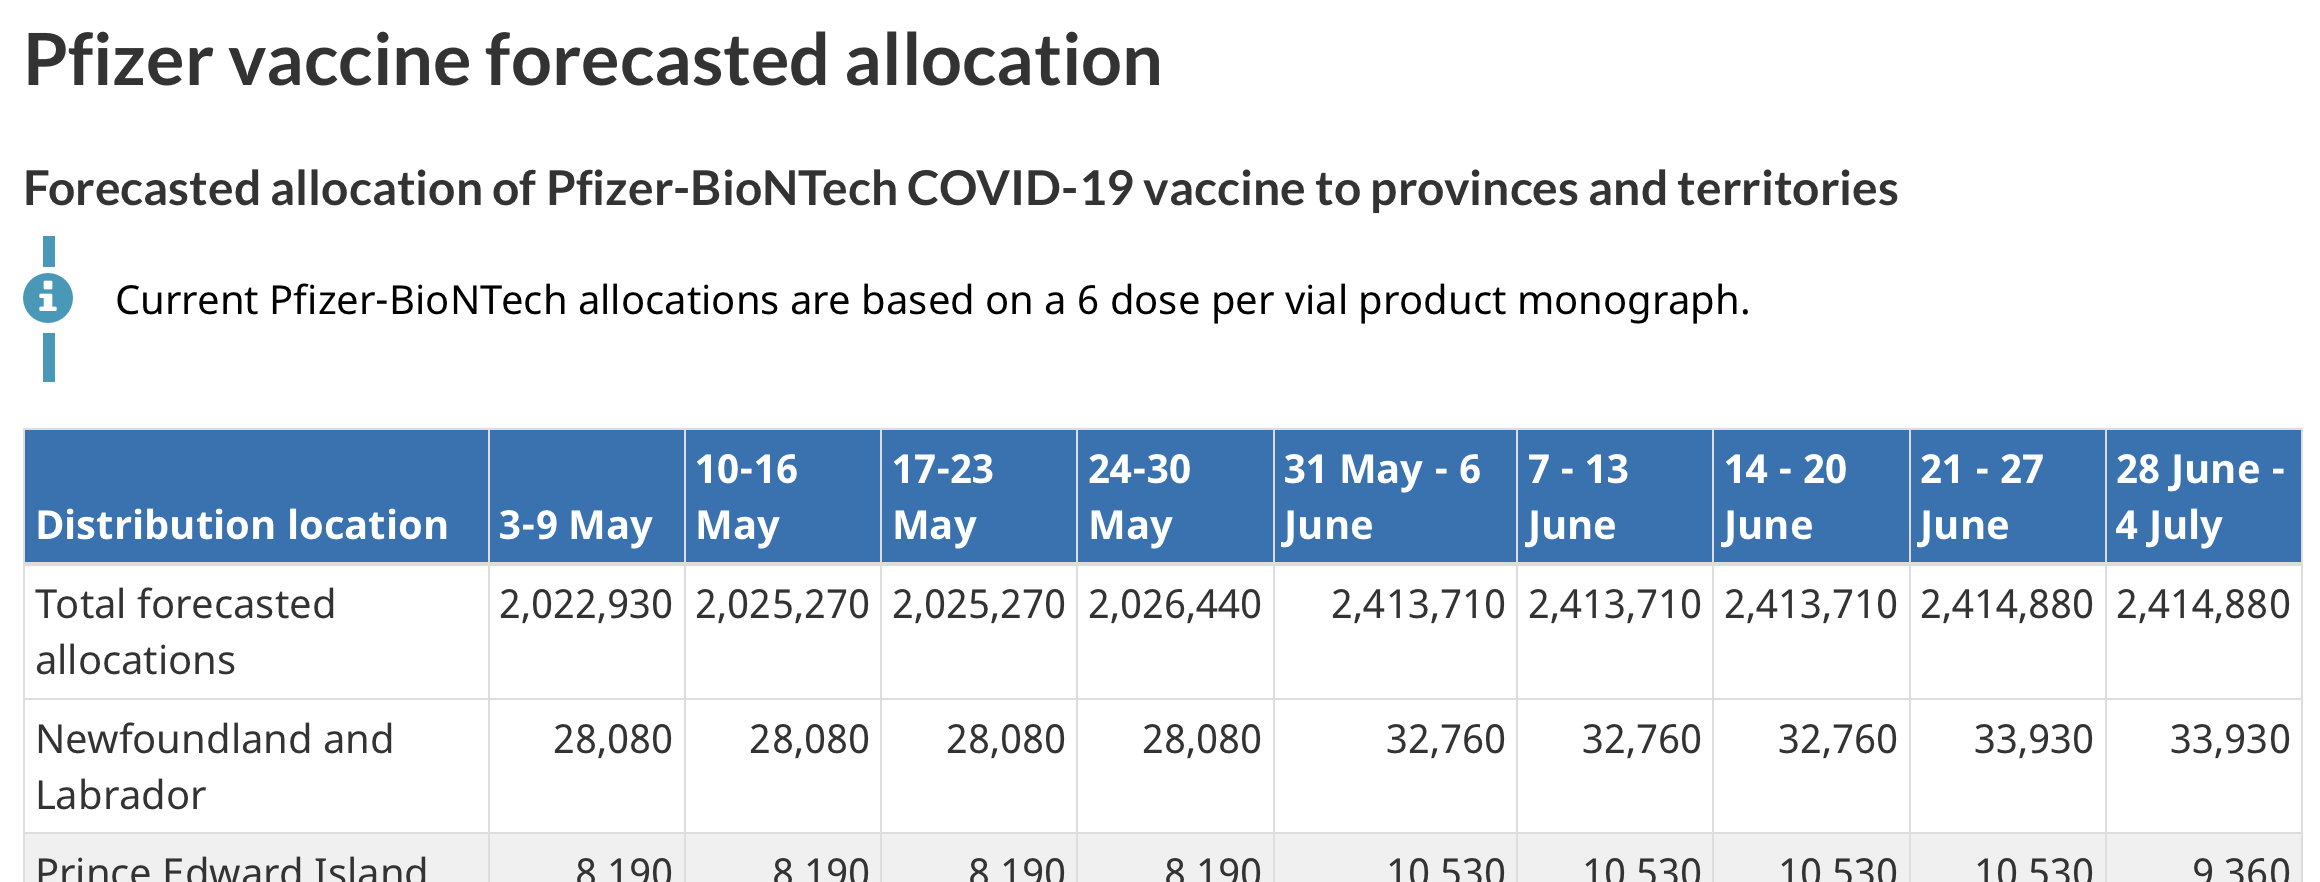 Pfizer vaccine forecasted allocation
Forecasted allocation of Pfizer-BioNTech COVID-19 vaccine to provinces and territories
Current Pfizer-BioNTech allocations are based on a 6 dose per vial product monograph.
Distribution location 3-9 May 10-16 May 17-23 May 24-30 May 31 May - 6 June 7 - 13 June 14 - 20 June 21 - 27 June 28 June - 4 July
Total forecasted allocations 2,022,930 2,025,270 2,025,270 2,026,440 2,413,710 2,413,710 2,413,710 2,414,880 2,414,880
Newfoundland and Labrador 28,080 28,080 28,080 28,080 32,760 32,760 32,760 33,930 33,930
Prince Edward Island 8,190 8,190 8,190 8,190 10,530 10,530 10,530 10,530 9,360